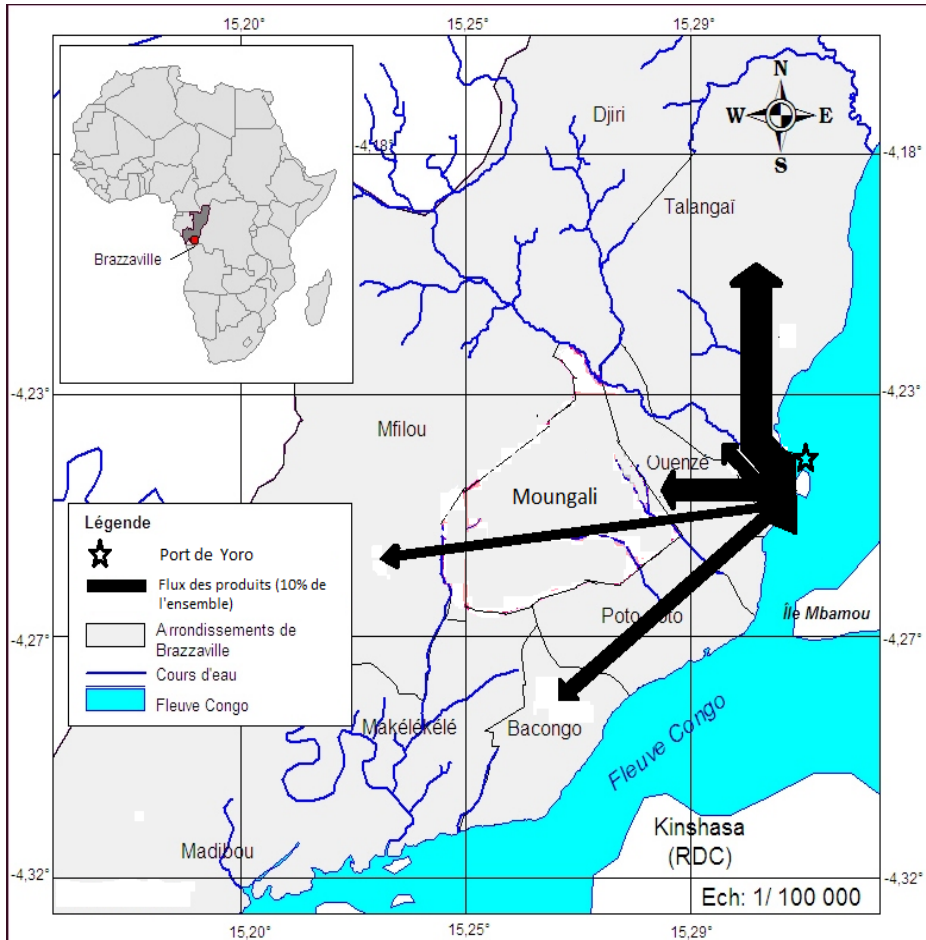 15,20°
15,25°
15,29°
N
W E
S
Djiri
-4,18°
-4,18°
Talangaï
Brazzaville
-4,23°
-4,23°
Mfilou
Ouenze
Moungali
Légende
Port de Yoro
Flux des produits (10% de
l'ensemble)
Arrondissements de
Brazzaville
Cours d'eau
Fleuve Congo
Poto-Poto
Île Mbamou
-4,27°
-4,27°
Makélékélé
Bacongo
Fleuve Congo
Kinshasa
(RDC)
Madibou
-4,32°
-4,32°
Ech: 1/ 100 000
15,20°
15,25°
15,29°